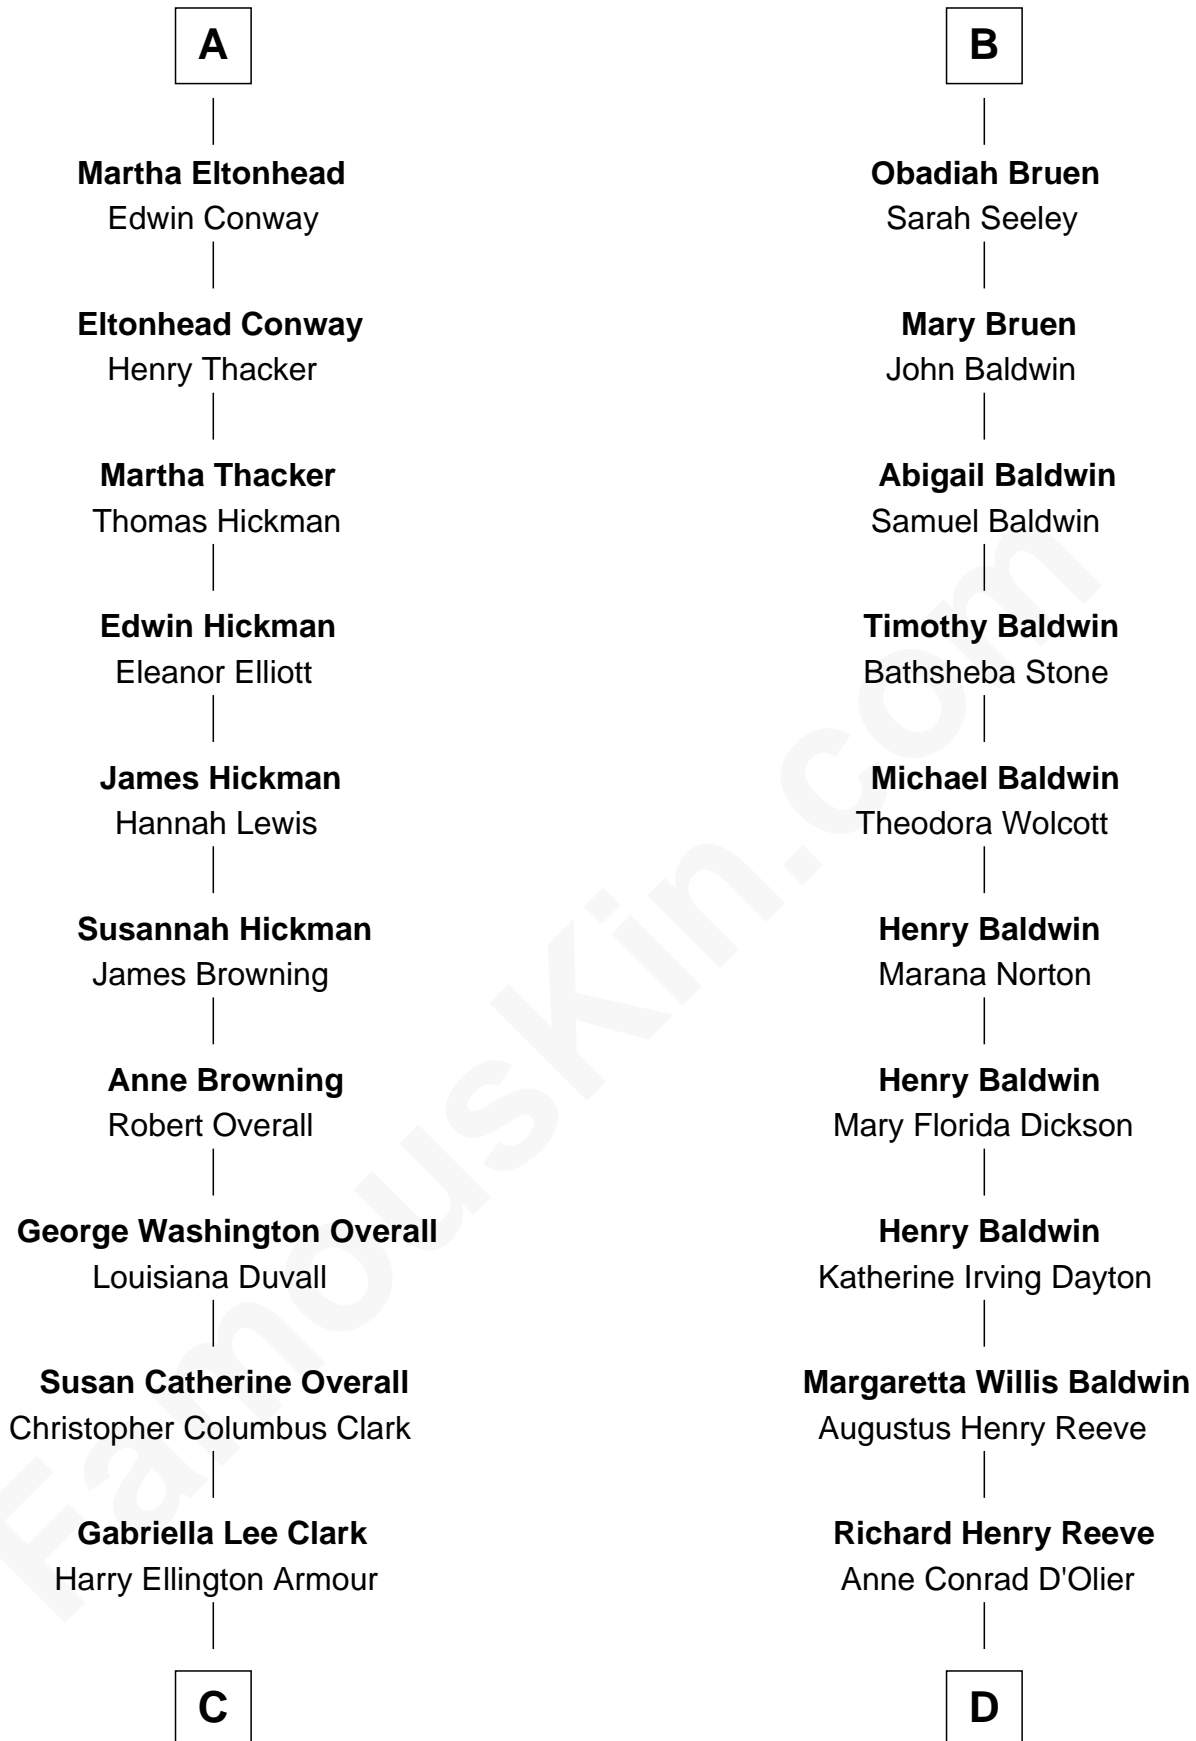 A
Martha Eltonhead
Edwin Conway
Eltonhead Conway
Henry Thacker
Martha Thacker
Thomas Hickman
Edwin Hickman
Eleanor Elliott
James Hickman
Hannah Lewis
Susannah Hickman
James Browning
Anne Browning
Robert Overall
George Washington Overall
Louisiana Duvall
Susan Catherine Overall
Christopher Columbus Clark
Gabriella Lee Clark
Harry Ellington Armour
C
B
Obadiah Bruen
Sarah Seeley
Mary Bruen
John Baldwin
Abigail Baldwin
Samuel Baldwin
Timothy Baldwin
Bathsheba Stone
Michael Baldwin
Theodora Wolcott
Henry Baldwin
Marana Norton
Henry Baldwin
Mary Florida Dickson
Henry Baldwin
Katherine Irving Dayton
Margaretta Willis Baldwin
Augustus Henry Reeve
Richard Henry Reeve
Anne Conrad D'Olier
D
FamousKin.com